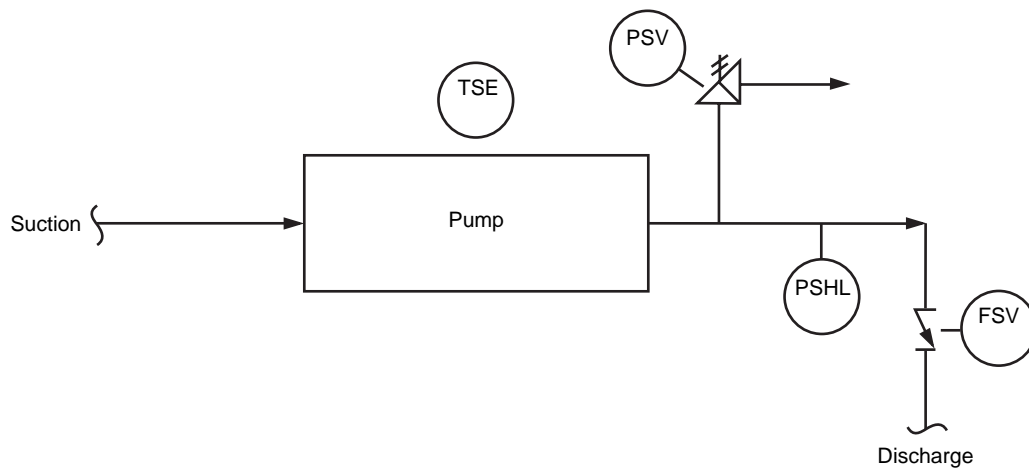 PSV
TSE
Suction
Pump
PSHL
FSV
Discharge